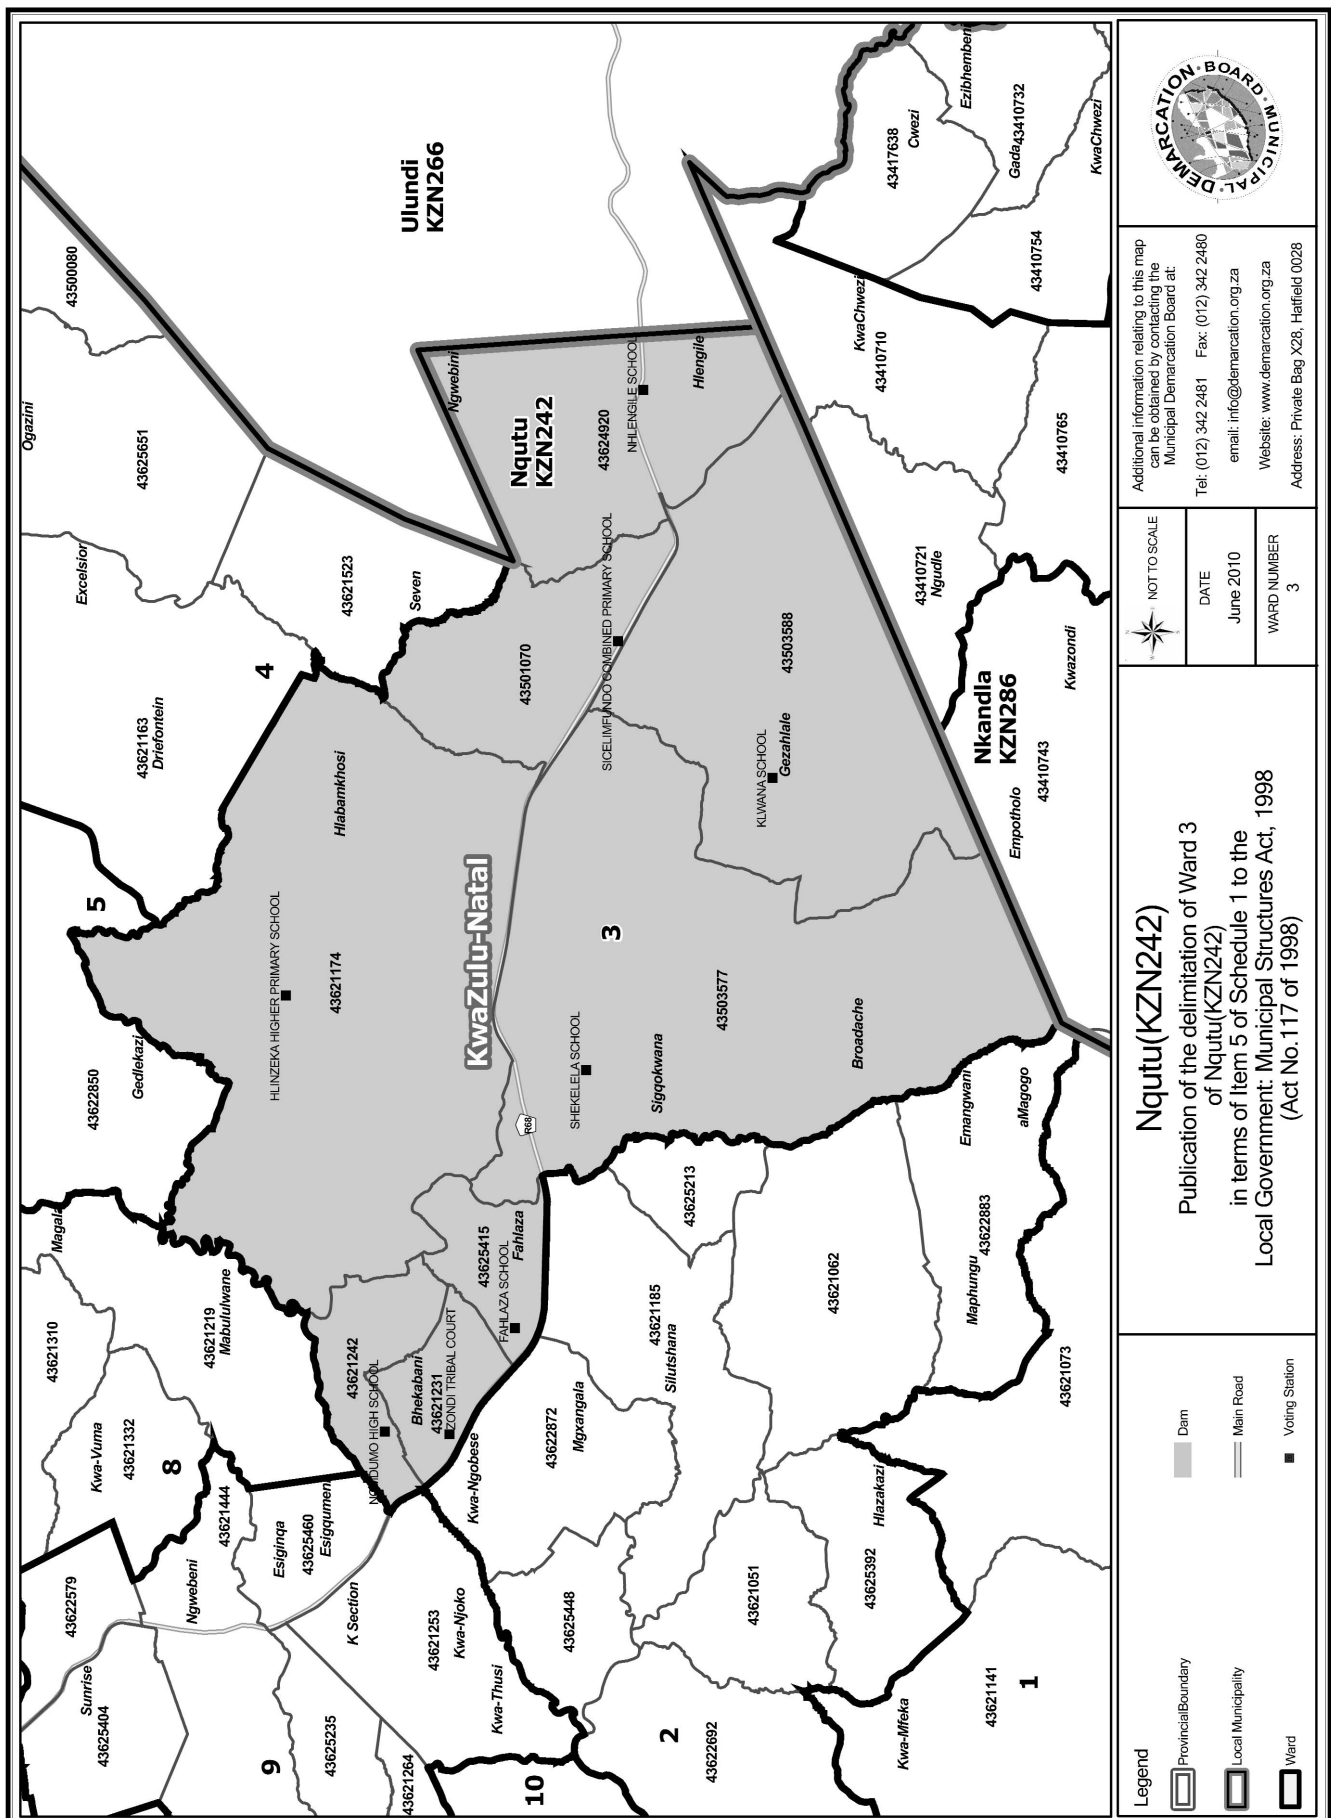 Ogazini
43500080
43625651
Excelsior
43621523
Seven
4
43621163
Driefontein
5
43622850
Gedlekazi
Magala
43621310
43621219
Mabululwane
Kwa-Vuma
43621332
8
43621444
Ngwebeni
43622579
Sunrise
43625404
9
43625235
43621264
Esiginqa
43625460
Esigqumeni
K Section
43621253
Kwa-Njoko
Kwa-Thusi
10
Ulundi
KZN266
Ngwebini
Nqutu
KZN242
43624920
NHLENGILE SCHOOL
Hlengile
43501070
SICELIMFUNDO COMBINED PRIMARY SCHOOL
43503588
KLWANA SCHOOL
Gezahlale
Hlabamkhosi
HLINZEKA HIGHER PRIMARY SCHOOL
43621174
KwaZulu-Natal
3
43503577
Broadache
R68
SHEKELELA SCHOOL
Sigqokwana
43625415
Fahlaza
FAHLAZA SCHOOL
43621242
HIGH SCHOOL
Bhekabani
43621231
ZONDI TRIBAL COURT
Kwa-Ngobese
43622872
Mgxangala
43621185
Silutshana
43625213
43621062
Emangwani
aMagogo
43622883
Maphungu
43621073
Hlazakazi
43625392
43621051
43625448
2
43622692
Kwa-Mfeka
43621141
1
43417638
Cwezi
Ezibhembeni
Gada
43410732
KwaChwezi
43410754
KwaChwezi
43410710
43410765
43410721
Ngudle
Nkandla
KZN286
Kwazondi
43410743
Empotholo
Legend
ProvincialBoundary
Local Municipality
Ward
Dam
Main Road
Voting Station
Nqutu(KZN242)
Publication of the delimitation of Ward 3
of Nqutu(KZN242)
in terms of Item 5 of Schedule 1 to the
Local Government: Municipal Structures Act, 1998
(Act No.117 of 1998)
NOT TO SCALE
DATE
June 2010
WARD NUMBER
3
Additional information relating to this map
can be obtained by contacting the
Municipal Demarcation Board at:
Tel: (012) 342 2481 Fax: (012) 342 2480
email: info@demarcation.org.za
Website: www.demarcation.org.za
Address: Private Bag X28, Hatfield 0028
DEMARCATION · BOARD · MUNICIPAL ·